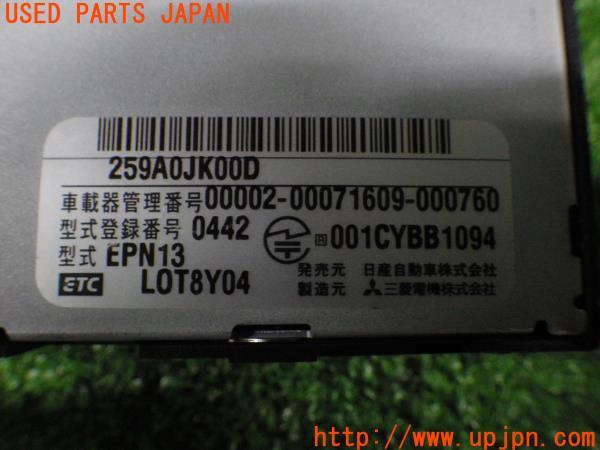 USED PARTS JAPAN
259A0JK00D
車載器管理番号00002-00071609-000760
型式登録番号 0442
R 001CYBB1094
型式 EPN13
発売元 日産自動車株式会社
ETC LOT8Y04
製造元 三菱電機株式会社
UPJ http://www.upjpn.com/